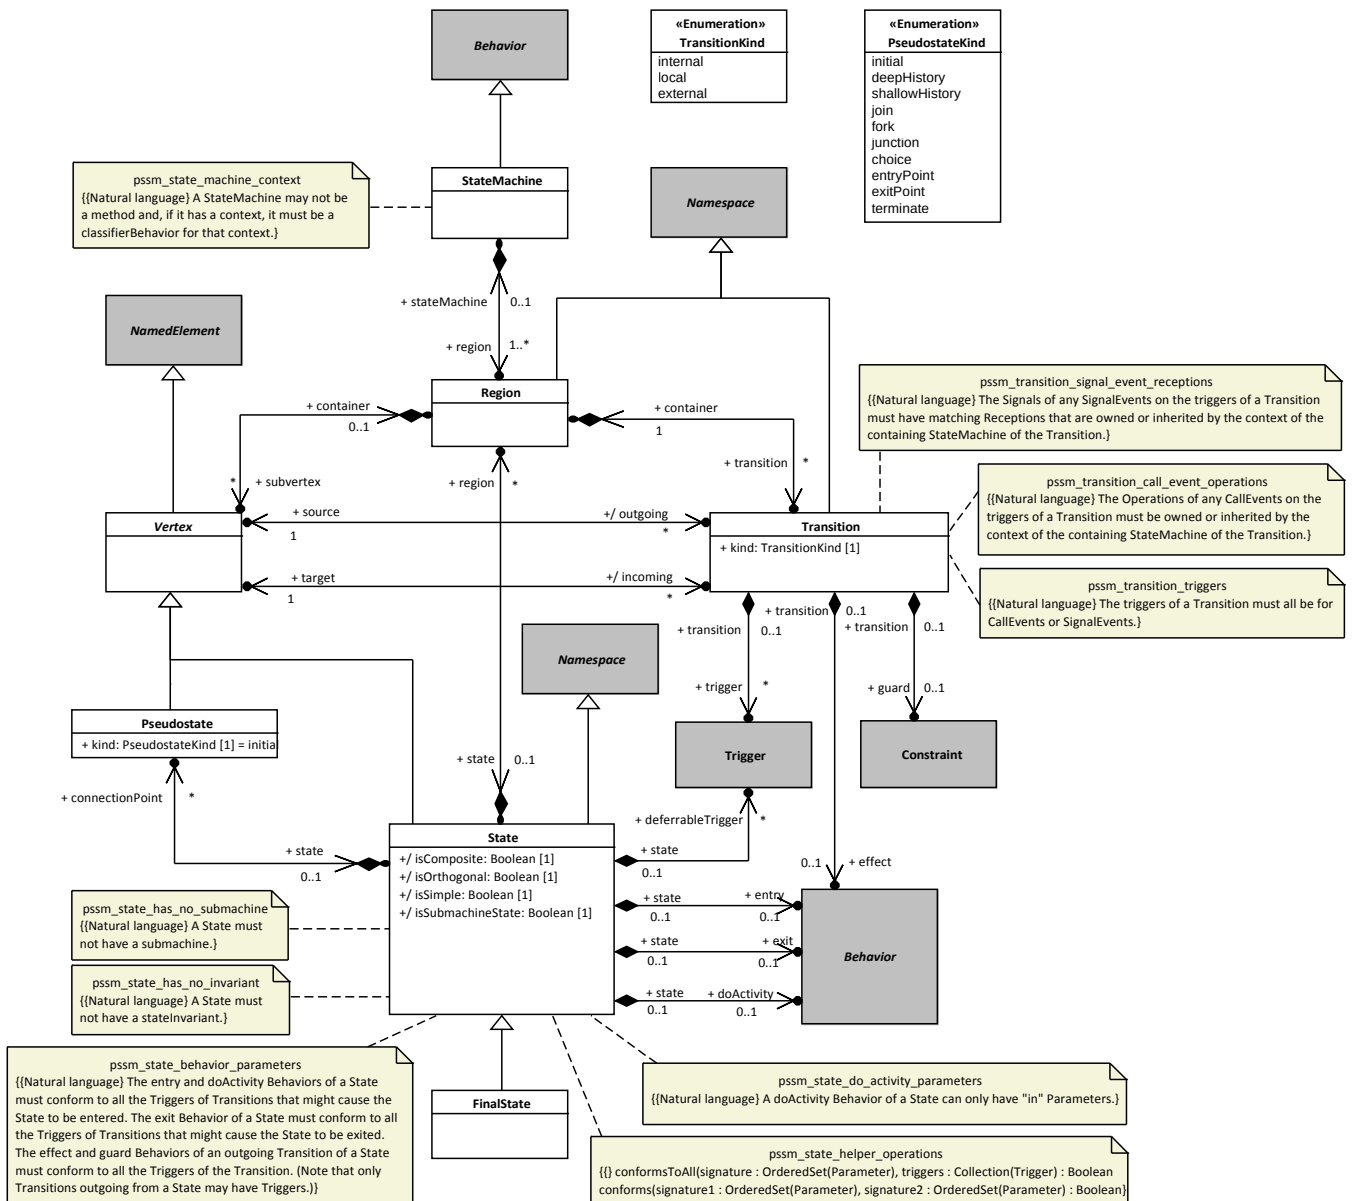 Behavior
«Enumeration»
TransitionKind
internal
local
external
«Enumeration»
PseudostateKind
initial
deepHistory
shallowHistory
join
fork
junction
choice
entryPoint
exitPoint
terminate
pssm_state_machine_context
{{Natural language} A StateMachine may not be
a method and, if it has a context, it must be a
classifierBehavior for that context.}
StateMachine
Namespace
+ stateMachine
0..1
NamedElement
+ region
1..*
Region
+ container
0..1
+ container
1
pssm_transition_signal_event_receptions
{{Natural language} The Signals of any SignalEvents on the triggers of a Transition
must have matching Receptions that are owned or inherited by the context of the
containing StateMachine of the Transition.}
*
+ subvertex
+ region
*
+ transition
*
pssm_transition_call_event_operations
{{Natural language} The Operations of any CallEvents on the
triggers of a Transition must be owned or inherited by the
context of the containing StateMachine of the Transition.}
Vertex
+ source
1
+/ outgoing
*
Transition
+ kind: TransitionKind [1]
+ target
1
+/ incoming
*
pssm_transition_triggers
{{Natural language} The triggers of a Transition must all be for
CallEvents or SignalEvents.}
+ transition
0..1
+ transition
0..1
+ transition
0..1
Namespace
+ trigger
*
+ guard
0..1
Pseudostate
+ kind: PseudostateKind [1] = initial
Trigger
Constraint
+ state
0..1
+ connectionPoint
*
+ deferrableTrigger
*
State
+/ isComposite: Boolean [1]
+/ isOrthogonal: Boolean [1]
+/ isSimple: Boolean [1]
+/ isSubmachineState: Boolean [1]
+ state
0..1
+ state
0..1
0..1
+ effect
+ state
0..1
+ entry
0..1
+ state
0..1
+ exit
0..1
+ state
0..1
+ doActivity
0..1
Behavior
pssm_state_has_no_submachine
{{Natural language} A State must
not have a submachine.}
pssm_state_has_no_invariant
{{Natural language} A State must
not have a stateInvariant.}
pssm_state_behavior_parameters
{{Natural language} The entry and doActivity Behaviors of a State
must conform to all the Triggers of Transitions that might cause the
State to be entered. The exit Behavior of a State must conform to all
the Triggers of Transitions that might cause the State to be exited.
The effect and guard Behaviors of an outgoing Transition of a State
must conform to all the Triggers of the Transition. (Note that only
Transitions outgoing from a State may have Triggers.)}
FinalState
pssm_state_do_activity_parameters
{{Natural language} A doActivity Behavior of a State can only have "in" Parameters.}
pssm_state_helper_operations
{{} conformsToAll(signature : OrderedSet(Parameter), triggers : Collection(Trigger) : Boolean
conforms(signature1 : OrderedSet(Parameter), signature2 : OrderedSet(Parameter) : Boolean}